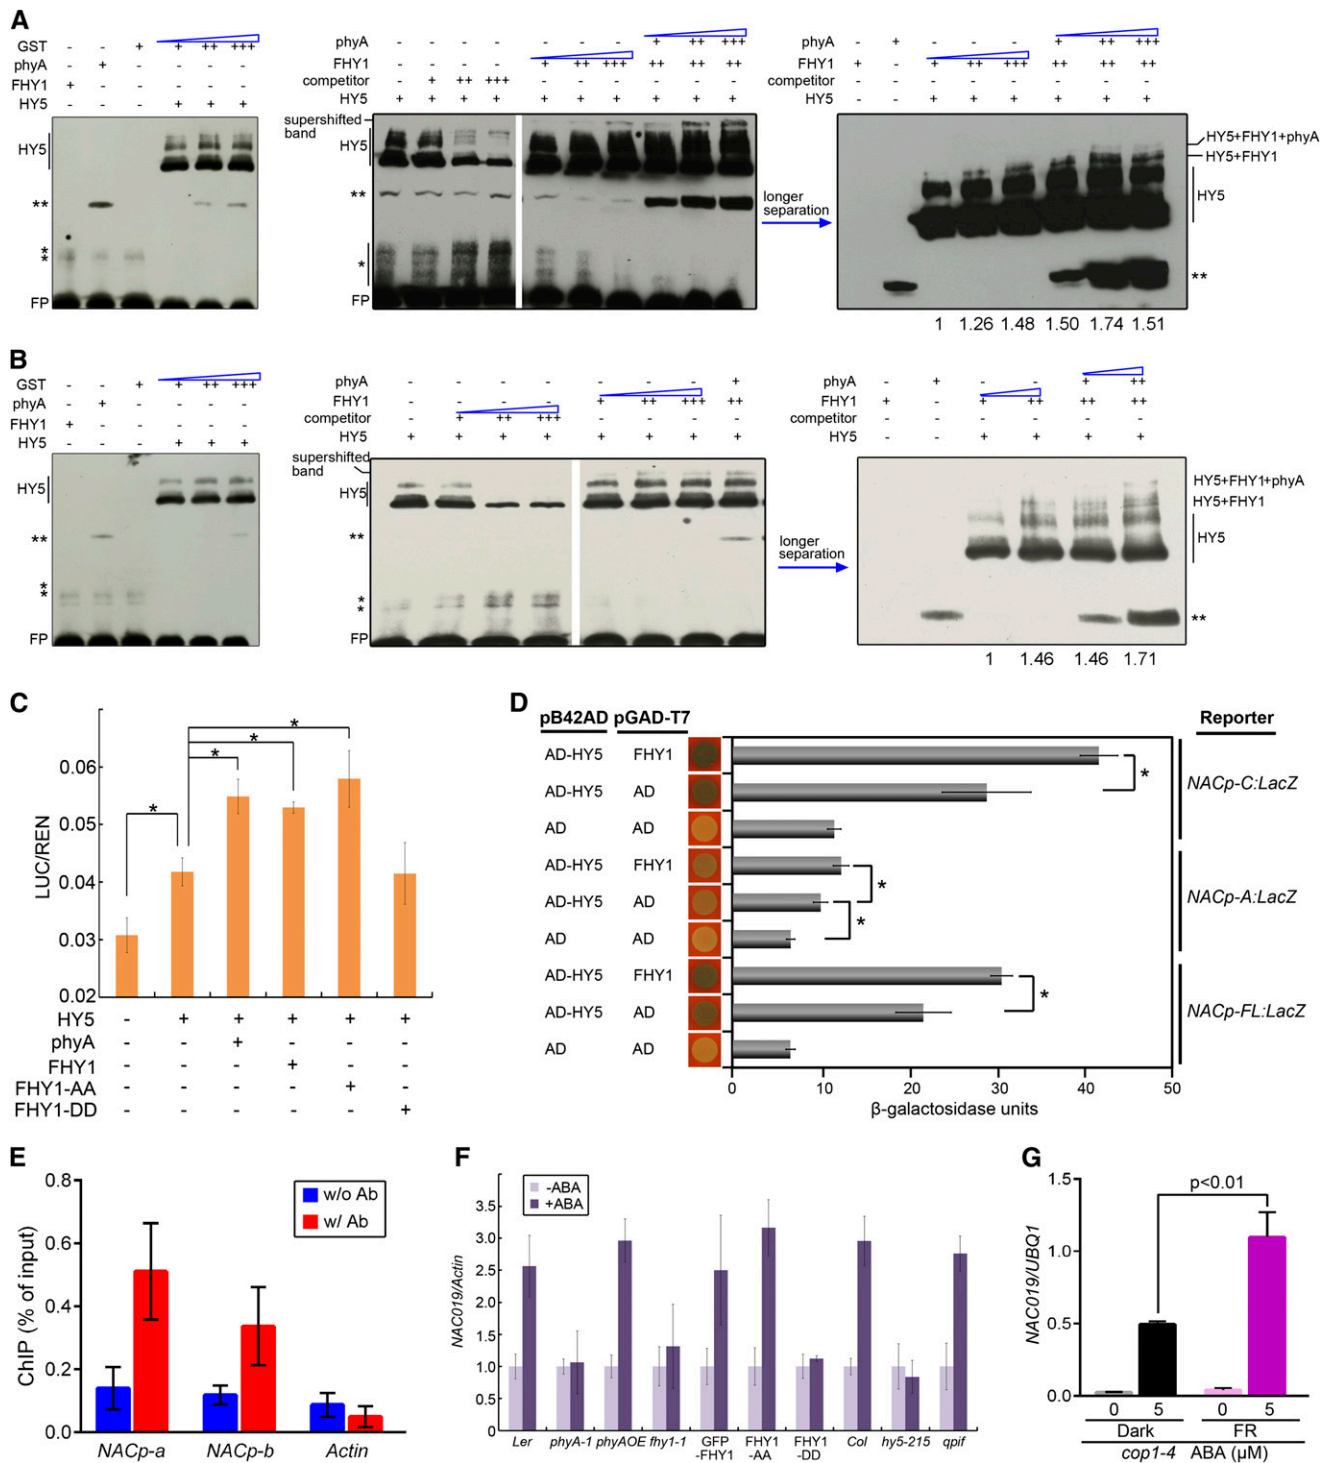 A
GST - - + + ++ +++
phyA - + - - - -
FHY1 + - - - - -
HY5 - - - + + +
HY5
**
*
*
FP
phyA - - - - - - - + ++ +++
FHY1 - - - - + ++ +++ ++ ++ ++
competitor - + ++ +++ - - - - - -
HY5 + + + + + + + + + +
supershifted
band
HY5
**
*
FP
longer
separation
phyA - + - - - + ++ +++
FHY1 + - + ++ +++ ++ ++ ++
competitor - - - - - - - -
HY5 - - + + + + + +
HY5+FHY1+phyA
HY5+FHY1
HY5
**
1 1.26 1.48 1.50 1.74 1.51
B
GST - - + + ++ +++
phyA - + - - - -
FHY1 + - - - - -
HY5 - - - + + +
HY5
**
*
*
FP
phyA - - - - - - - +
FHY1 - - - - + ++ +++ ++
competitor - + ++ +++ - - - -
HY5 + + + + + + + +
supershifted
band
HY5
**
*
*
FP
longer
separation
phyA - + - - + ++
FHY1 + - + ++ ++ ++
competitor - - - - - -
HY5 - - + + + +
HY5+FHY1+phyA
HY5+FHY1
HY5
**
1 1.46 1.46 1.71
C
LUC/REN
0.06
0.05
0.04
0.03
0.02
* * * *
HY5 - + + + + +
phyA - - + - - -
FHY1 - - - + - -
FHY1-AA - - - - + -
FHY1-DD - - - - - +
D
pB42AD pGAD-T7 Reporter
AD-HY5 FHY1
AD-HY5 AD
AD AD
* NACp-C:LacZ
AD-HY5 FHY1
AD-HY5 AD
AD AD
* * NACp-A:LacZ
AD-HY5 FHY1
AD-HY5 AD
AD AD
* NACp-FL:LacZ
0 10 20 30 40 50
β-galactosidase units
E
ChIP (% of input)
0.8
0.6
0.4
0.2
0.0
w/o Ab
w/ Ab
NACp-a NACp-b Actin
F
NAC019/Actin
-ABA
+ABA
3.5
3.0
2.5
2.0
1.5
1.0
0.5
0
Ler phyA-1 phyAOE fhy1-1 GFP-FHY1 FHY1-AA FHY1-DD Col hy5-215 qpif
G
NAC019/UBQ1
1.5
1.0
0.5
0.0
p<0.01
0 5 0 5
Dark FR
cop1-4 ABA (μM)